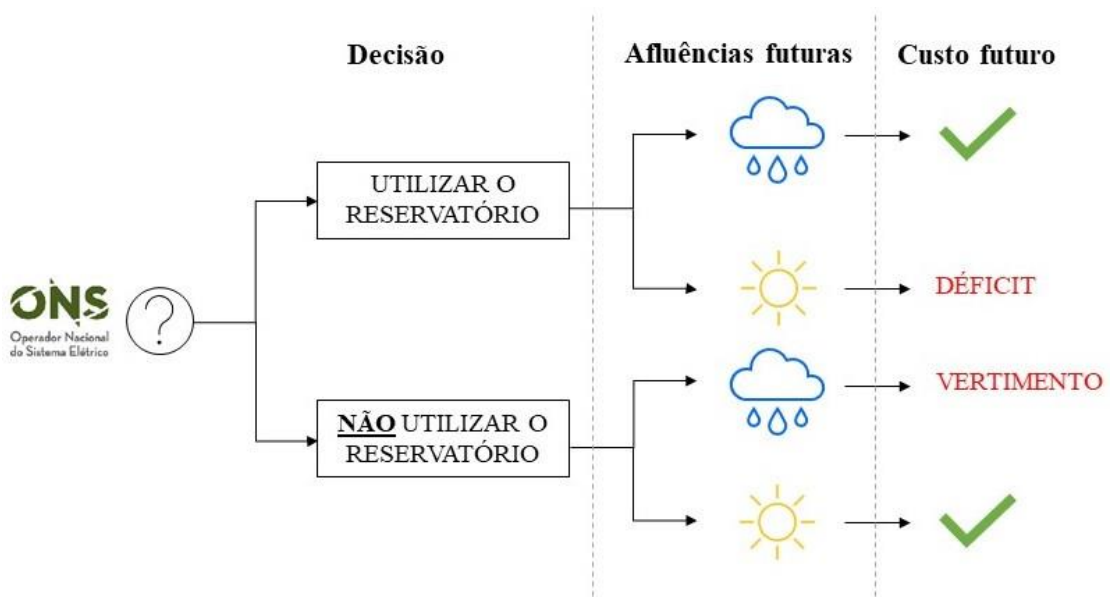 Decisão
Afluências futuras
Custo futuro
UTILIZAR O
RESERVATÓRIO
DÉFICIT
ONS
Operador Nacional
do Sistema Elétrico
?
VERTIMENTO
NÃO UTILIZAR O
RESERVATÓRIO